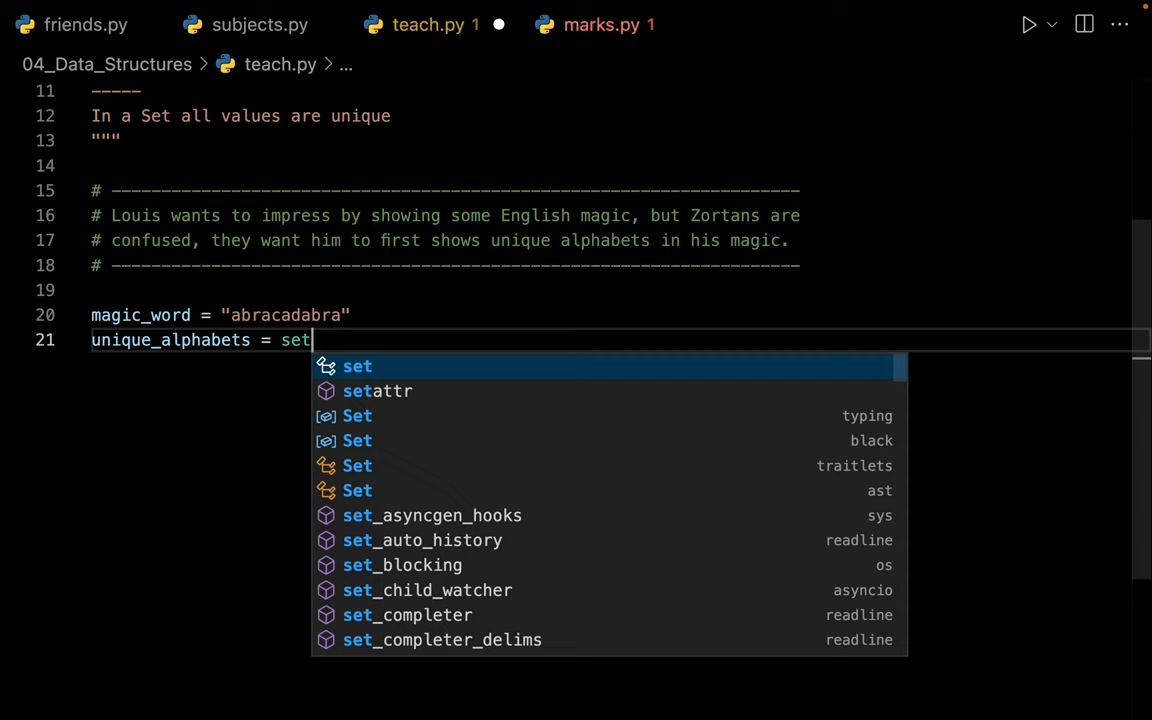 friends.py subjects.py teach.py 1 marks.py 1
04_Data_Structures > teach.py > ...
11 -----
12 In a Set all values are unique
13 """
14
15 # ---------------------------------------------------------------------
16 # Louis wants to impress by showing some English magic, but Zortans are
17 # confused, they want him to first shows unique alphabets in his magic.
18 # ---------------------------------------------------------------------
19
20 magic_word = "abracadabra"
21 unique_alphabets = set
set
setattr
Set typing
Set black
Set traitlets
Set ast
set_asyncgen_hooks sys
set_auto_history readline
set_blocking os
set_child_watcher asyncio
set_completer readline
set_completer_delims readline